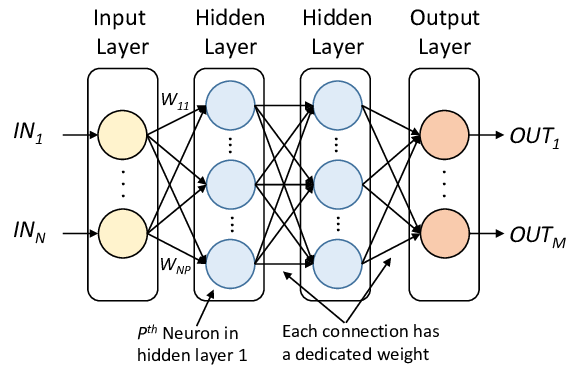 Input Layer
Hidden Layer
Hidden Layer
Output Layer
W11
IN1
OUT1
INN
OUTM
WNP
Pth Neuron in
hidden layer 1
Each connection has
a dedicated weight